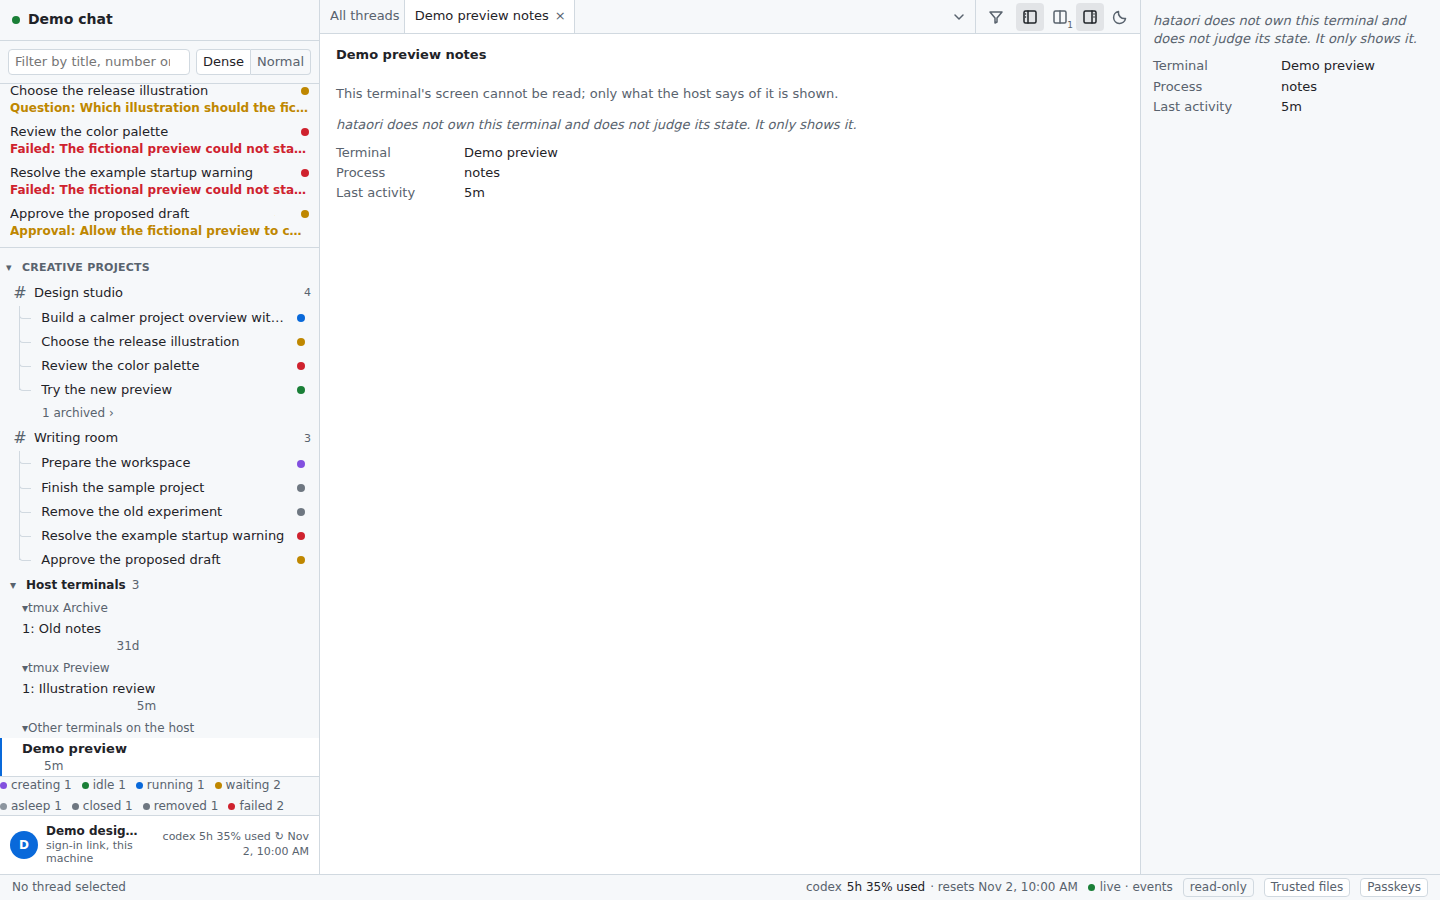 Demo chat
Filter by title, number o
Dense
Normal
Choose the release illustration
Question: Which illustration should the fic…
Review the color palette
Failed: The fictional preview could not sta…
Resolve the example startup warning
Failed: The fictional preview could not sta…
Approve the proposed draft
Approval: Allow the fictional preview to c…
▾ CREATIVE PROJECTS
# Design studio 4
Build a calmer project overview wit…
Choose the release illustration
Review the color palette
Try the new preview
1 archived ›
# Writing room 3
Prepare the workspace
Finish the sample project
Remove the old experiment
Resolve the example startup warning
Approve the proposed draft
▾ Host terminals 3
▾tmux Archive
1: Old notes
31d
▾tmux Preview
1: Illustration review
5m
▾Other terminals on the host
Demo preview
5m
creating 1 idle 1 running 1 waiting 2
asleep 1 closed 1 removed 1 failed 2
D
Demo desig…
sign-in link, this
machine
codex 5h 35% used ↻ Nov
2, 10:00 AM
All threads
Demo preview notes ×
1
Demo preview notes
This terminal's screen cannot be read; only what the host says of it is shown.
hataori does not own this terminal and does not judge its state. It only shows it.
Terminal Demo preview
Process notes
Last activity 5m
hataori does not own this terminal and
does not judge its state. It only shows it.
Terminal Demo preview
Process notes
Last activity 5m
No thread selected
codex 5h 35% used · resets Nov 2, 10:00 AM
live · events
read-only
Trusted files
Passkeys